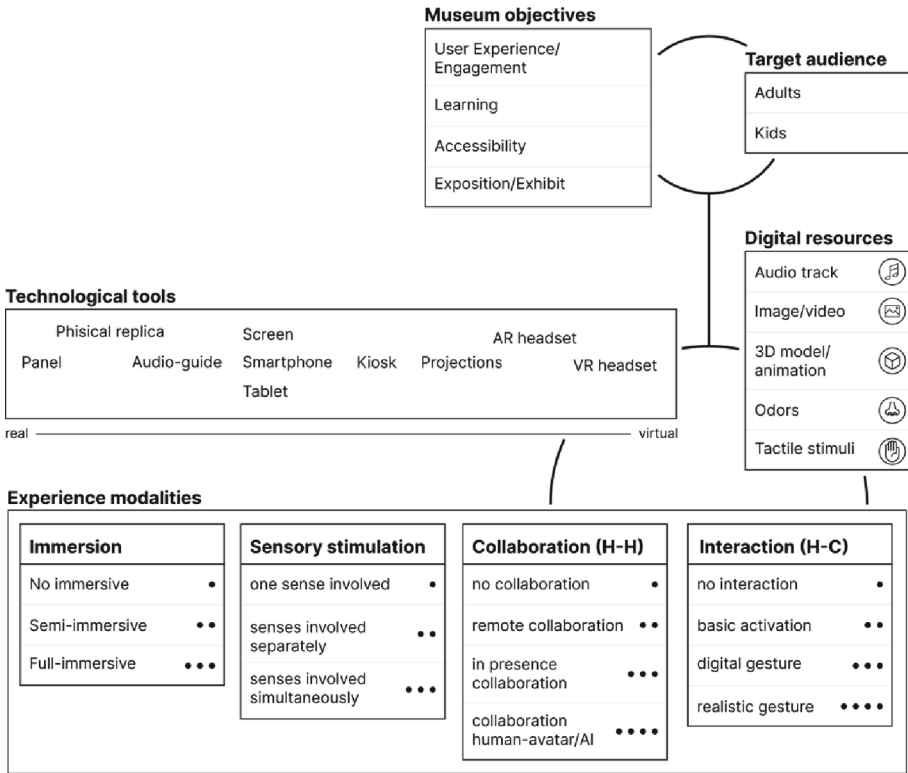 Museum objectives
User Experience/
Engagement
Learning
Accessibility
Exposition/Exhibit
Target audience
Adults
Kids
Digital resources
Audio track
Image/video
3D model/
animation
Odors
Tactile stimuli
Technological tools
Phisical replica
Screen
AR headset
Panel
Audio-guide
Smartphone
Kiosk
Projections
VR headset
Tablet
real
virtual
Experience modalities
Immersion
No immersive
Semi-immersive
Full-immersive
Sensory stimulation
one sense involved
senses involved
separately
senses involved
simultaneously
Collaboration (H-H)
no collaboration
remote collaboration
in presence
collaboration
collaboration
human-avatar/AI
Interaction (H-C)
no interaction
basic activation
digital gesture
realistic gesture